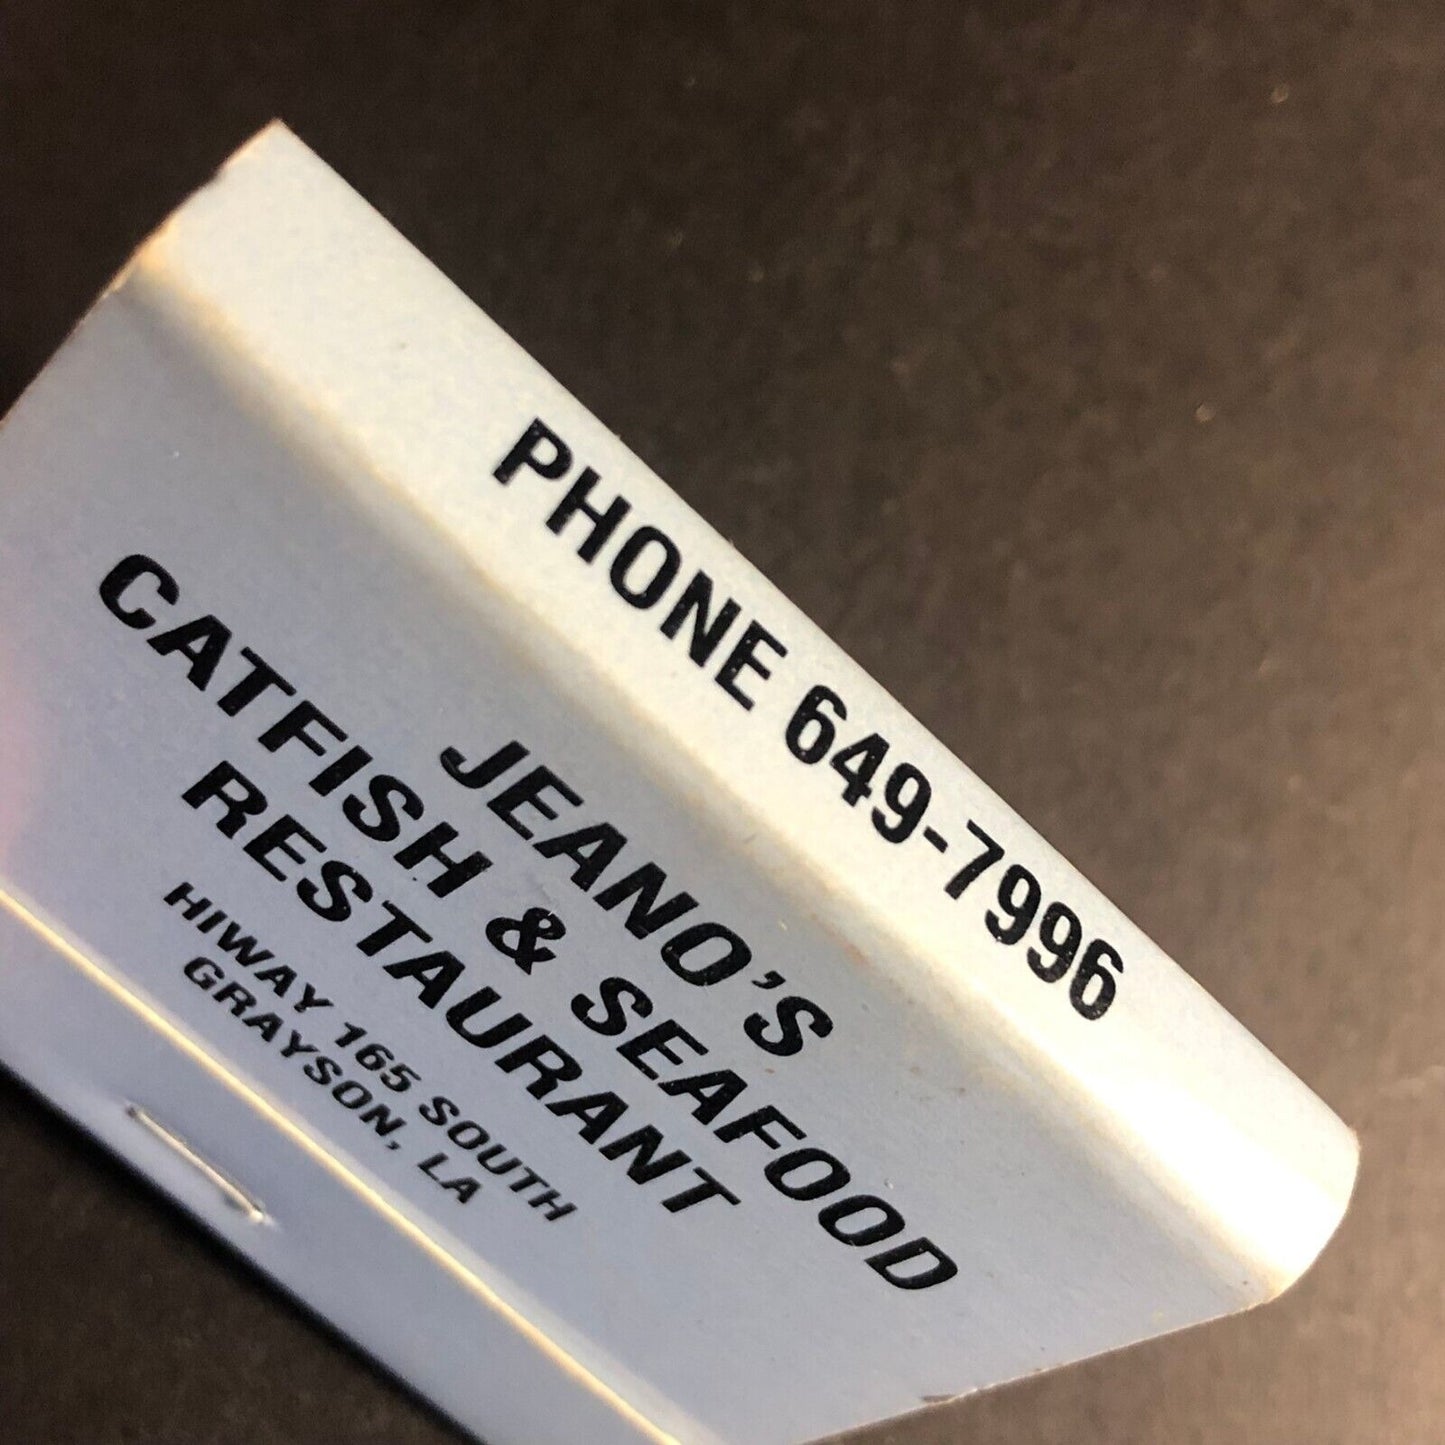 PHONE 649-7996
JEANO'S
CATFISH & SEAFOOD
RESTAURANT
HIWAY 165 SOUTH
GRAYSON, LA